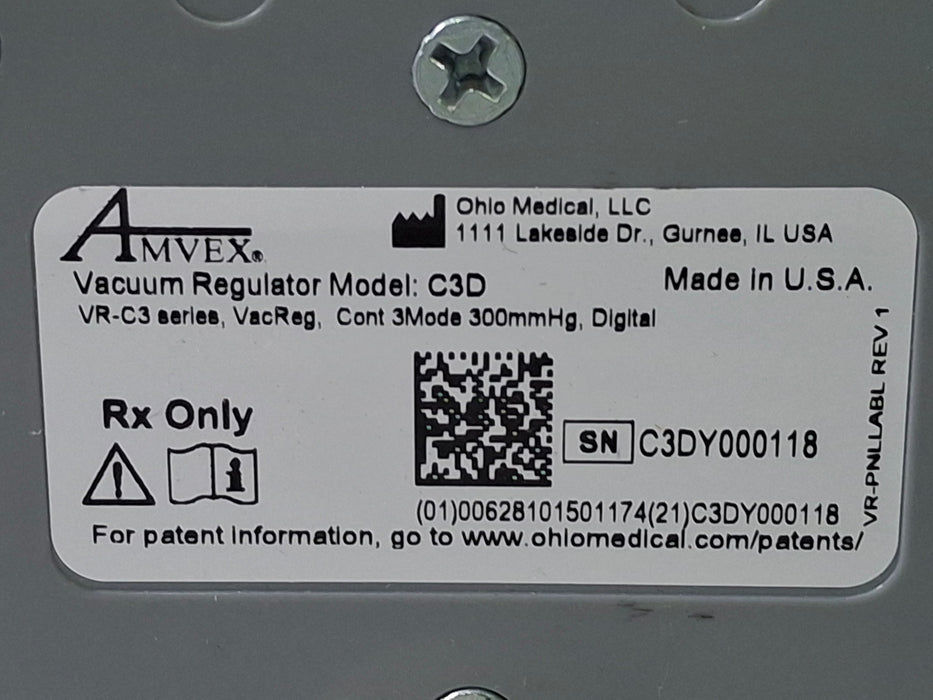 AMVEX®
Ohio Medical, LLC
1111 Lakeside Dr., Gurnee, IL USA
Vacuum Regulator Model: C3D
Made in U.S.A.
VR-C3 series, VacReg, Cont 3Mode 300mmHg, Digital
Rx Only
SN C3DY000118
(01)00628101501174(21)C3DY000118
For patent information, go to www.ohiomedical.com/patents/
VR-PNLLABL REV 1